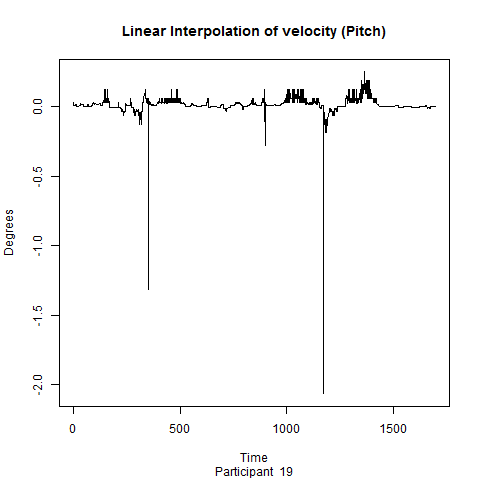 Linear Interpolation of velocity (Pitch)
Degrees
0.0
-0.5
-1.0
-1.5
-2.0
0 500 1000 1500
Time
Participant 19